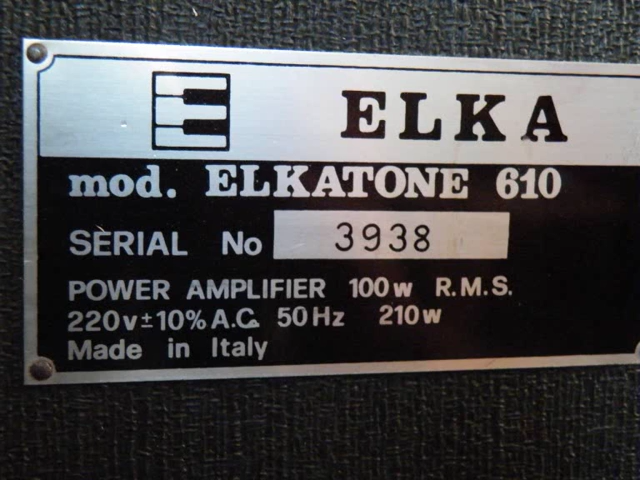 ELKA
mod. ELKATONE 610
SERIAL No 3938
POWER AMPLIFIER 100w R.M.S.
220v±10% A.C. 50Hz 210w
Made in Italy